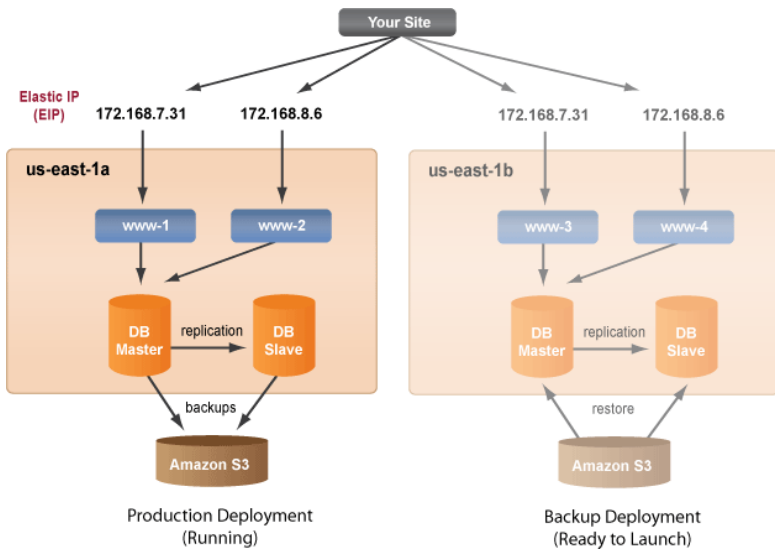 Your Site
Elastic IP
(EIP)
172.168.7.31
172.168.8.6
172.168.7.31
172.168.8.6
us-east-1a
us-east-1b
www-1
www-2
www-3
www-4
DB
Master
replication
DB
Slave
DB
Master
replication
DB
Slave
backups
restore
Amazon S3
Amazon S3
Production Deployment
(Running)
Backup Deployment
(Ready to Launch)